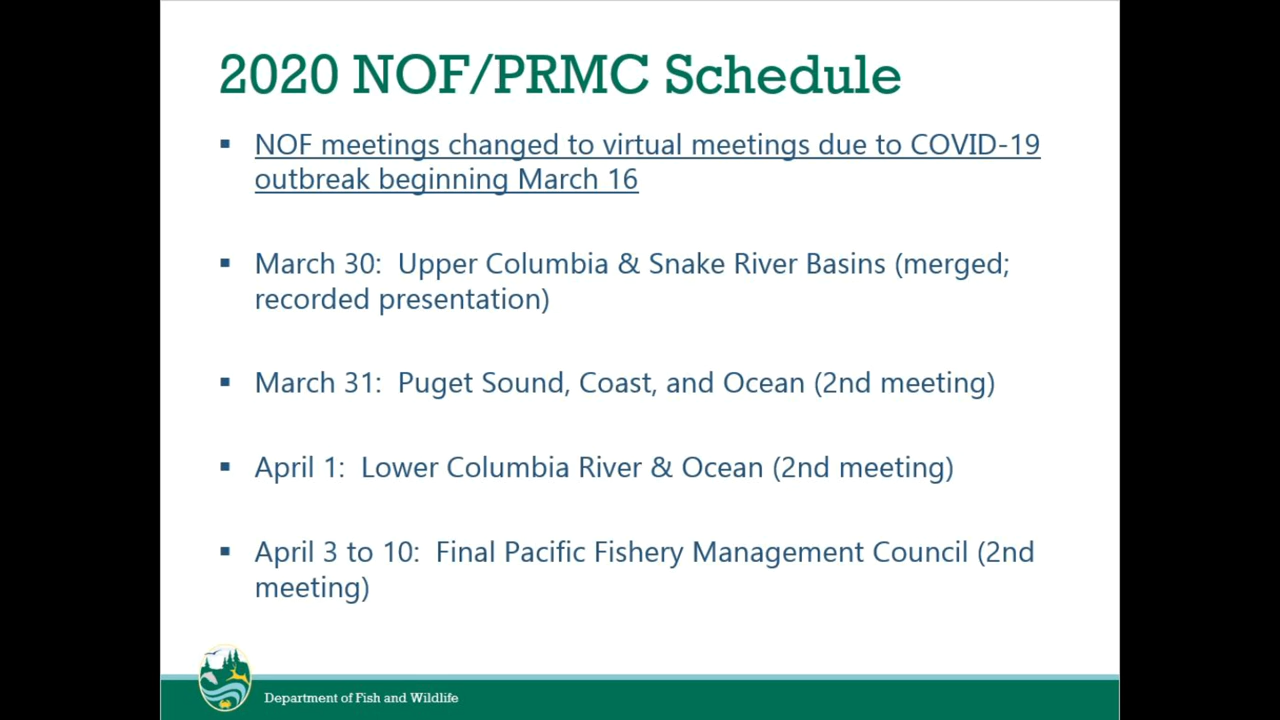 2020 NOF/PRMC Schedule
▪ NOF meetings changed to virtual meetings due to COVID-19
outbreak beginning March 16
▪ March 30:  Upper Columbia & Snake River Basins (merged;
recorded presentation)
▪ March 31:  Puget Sound, Coast, and Ocean (2nd meeting)
▪ April 1:  Lower Columbia River & Ocean (2nd meeting)
▪ April 3 to 10:  Final Pacific Fishery Management Council (2nd
meeting)
Department of Fish and Wildlife